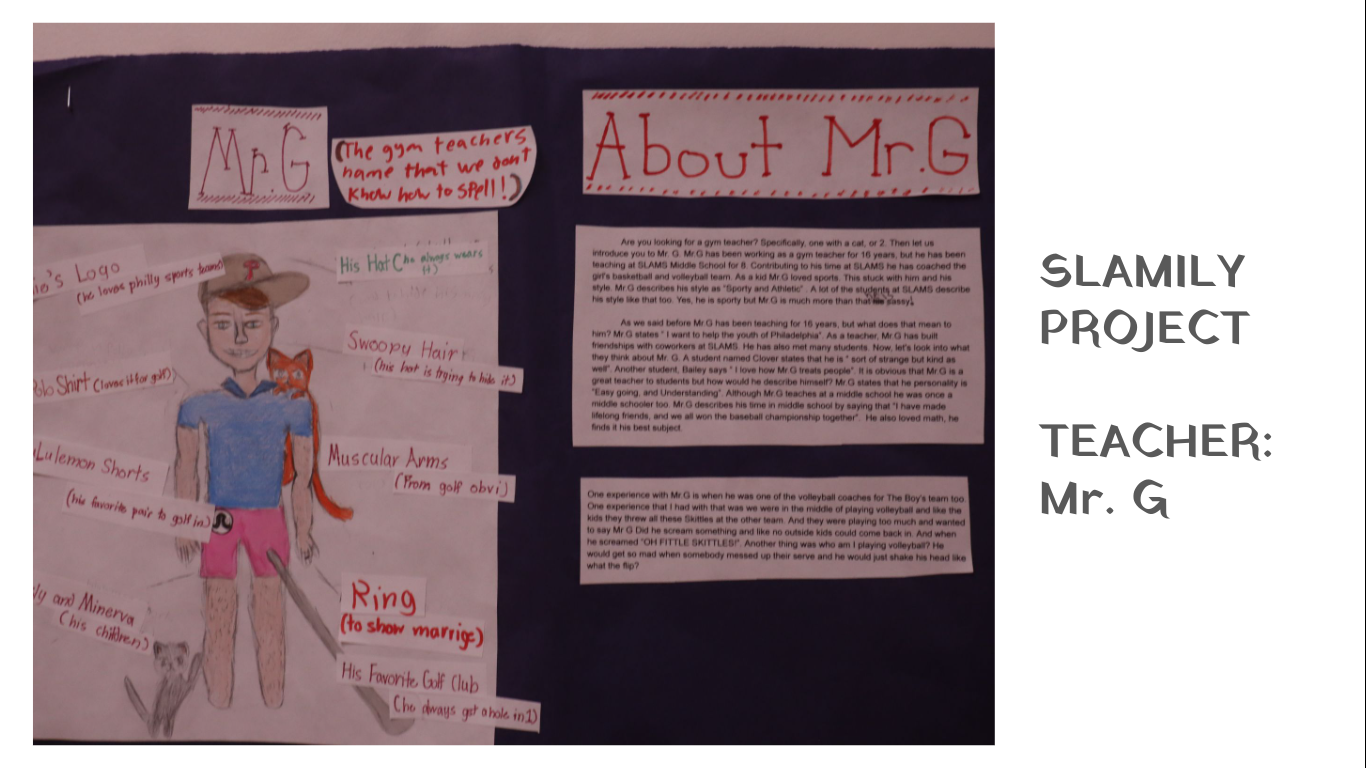 Mr.G
(The gym teachers
name that we don't
know how to spell!)
About Mr.G
Logo
(he loves philly sports teams)
His Hat (he always wears
it)
Swoopy Hair
(his hat is trying to hide it)
Shirt (loves it for golf)
Muscular Arms
(From golf obvi)
Lulemon Shorts
(his favorite pair to golf in)
Ring
(to show marrige)
and Minerva
(his children)
His Favorite Golf Club
(he always get a hole in 1)
Are you looking for a gym teacher? Specifically, one with a cat, or 2. Then let us
introduce you to Mr. G. Mr.G has been working as a gym teacher for 16 years, but he has been
teaching at SLAMS Middle School for 8. Contributing to his time at SLAMS he has coached the
girl's basketball and volleyball team. As a kid Mr.G loved sports. This stuck with him and his
style. Mr.G describes his style as "Sporty and Athletic". A lot of the students at SLAMS describe
his style like that too. Yes, he is sporty but Mr.G is much more than that sassy!
As we said before Mr.G has been teaching for 16 years, but what does that mean to
him? Mr.G states " I want to help the youth of Philadelphia". As a teacher, Mr.G has built
friendships with coworkers at SLAMS. He has also met many students. Now, let's look into what
they think about Mr. G. A student named Clover states that he is " sort of strange but kind as
well". Another student, Bailey says " I love how Mr.G treats people". It is obvious that Mr.G is a
great teacher to students but how would he describe himself? Mr.G states that he personality is
"Easy going, and Understanding". Although Mr.G teaches at a middle school he was once a
middle schooler too. Mr.G describes his time in middle school by saying that "I have made
lifelong friends, and we all won the baseball championship together". He also loved math, he
finds it his best subject.
One experience with Mr.G is when he was one of the volleyball coaches for The Boy's team too.
One experience that I had with that was we were in the middle of playing volleyball and like the
kids they threw all these Skittles at the other team. And they were playing too much and wanted
to say Mr.G Did he scream something and like no outside kids could come back in. And when
he screamed "OH FITTLE SKITTLES!". Another thing was who am I playing volleyball? He
would get so mad when somebody messed up their serve and he would just shake his head like
what the flip?
SLAMILY
PROJECT
TEACHER:
Mr. G